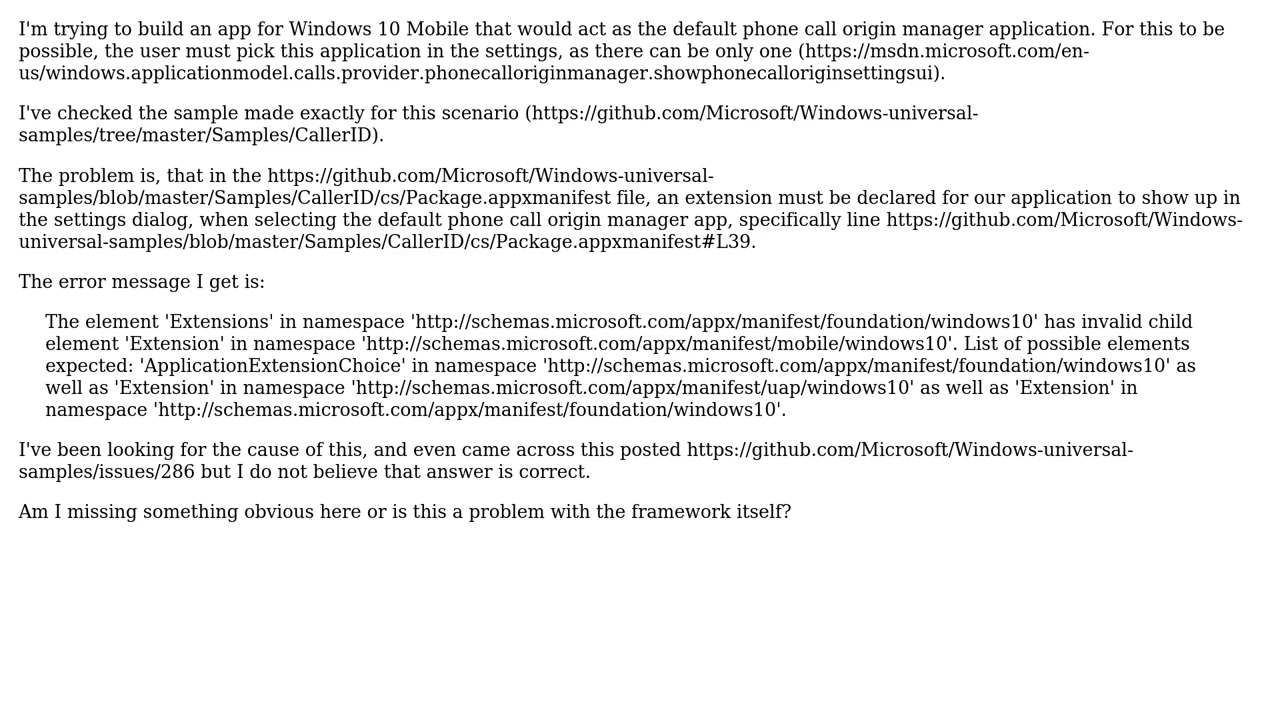 I'm trying to build an app for Windows 10 Mobile that would act as the default phone call origin manager application. For this to be
possible, the user must pick this application in the settings, as there can be only one (https://msdn.microsoft.com/en-
us/windows.applicationmodel.calls.provider.phonecalloriginmanager.showphonecalloriginsettingsui).
I've checked the sample made exactly for this scenario (https://github.com/Microsoft/Windows-universal-
samples/tree/master/Samples/CallerID).
The problem is, that in the https://github.com/Microsoft/Windows-universal-
samples/blob/master/Samples/CallerID/cs/Package.appxmanifest file, an extension must be declared for our application to show up in
the settings dialog, when selecting the default phone call origin manager app, specifically line https://github.com/Microsoft/Windows-
universal-samples/blob/master/Samples/CallerID/cs/Package.appxmanifest#L39.
The error message I get is:
The element 'Extensions' in namespace 'http://schemas.microsoft.com/appx/manifest/foundation/windows10' has invalid child
element 'Extension' in namespace 'http://schemas.microsoft.com/appx/manifest/mobile/windows10'. List of possible elements
expected: 'ApplicationExtensionChoice' in namespace 'http://schemas.microsoft.com/appx/manifest/foundation/windows10' as
well as 'Extension' in namespace 'http://schemas.microsoft.com/appx/manifest/uap/windows10' as well as 'Extension' in
namespace 'http://schemas.microsoft.com/appx/manifest/foundation/windows10'.
I've been looking for the cause of this, and even came across this posted https://github.com/Microsoft/Windows-universal-
samples/issues/286 but I do not believe that answer is correct.
Am I missing something obvious here or is this a problem with the framework itself?